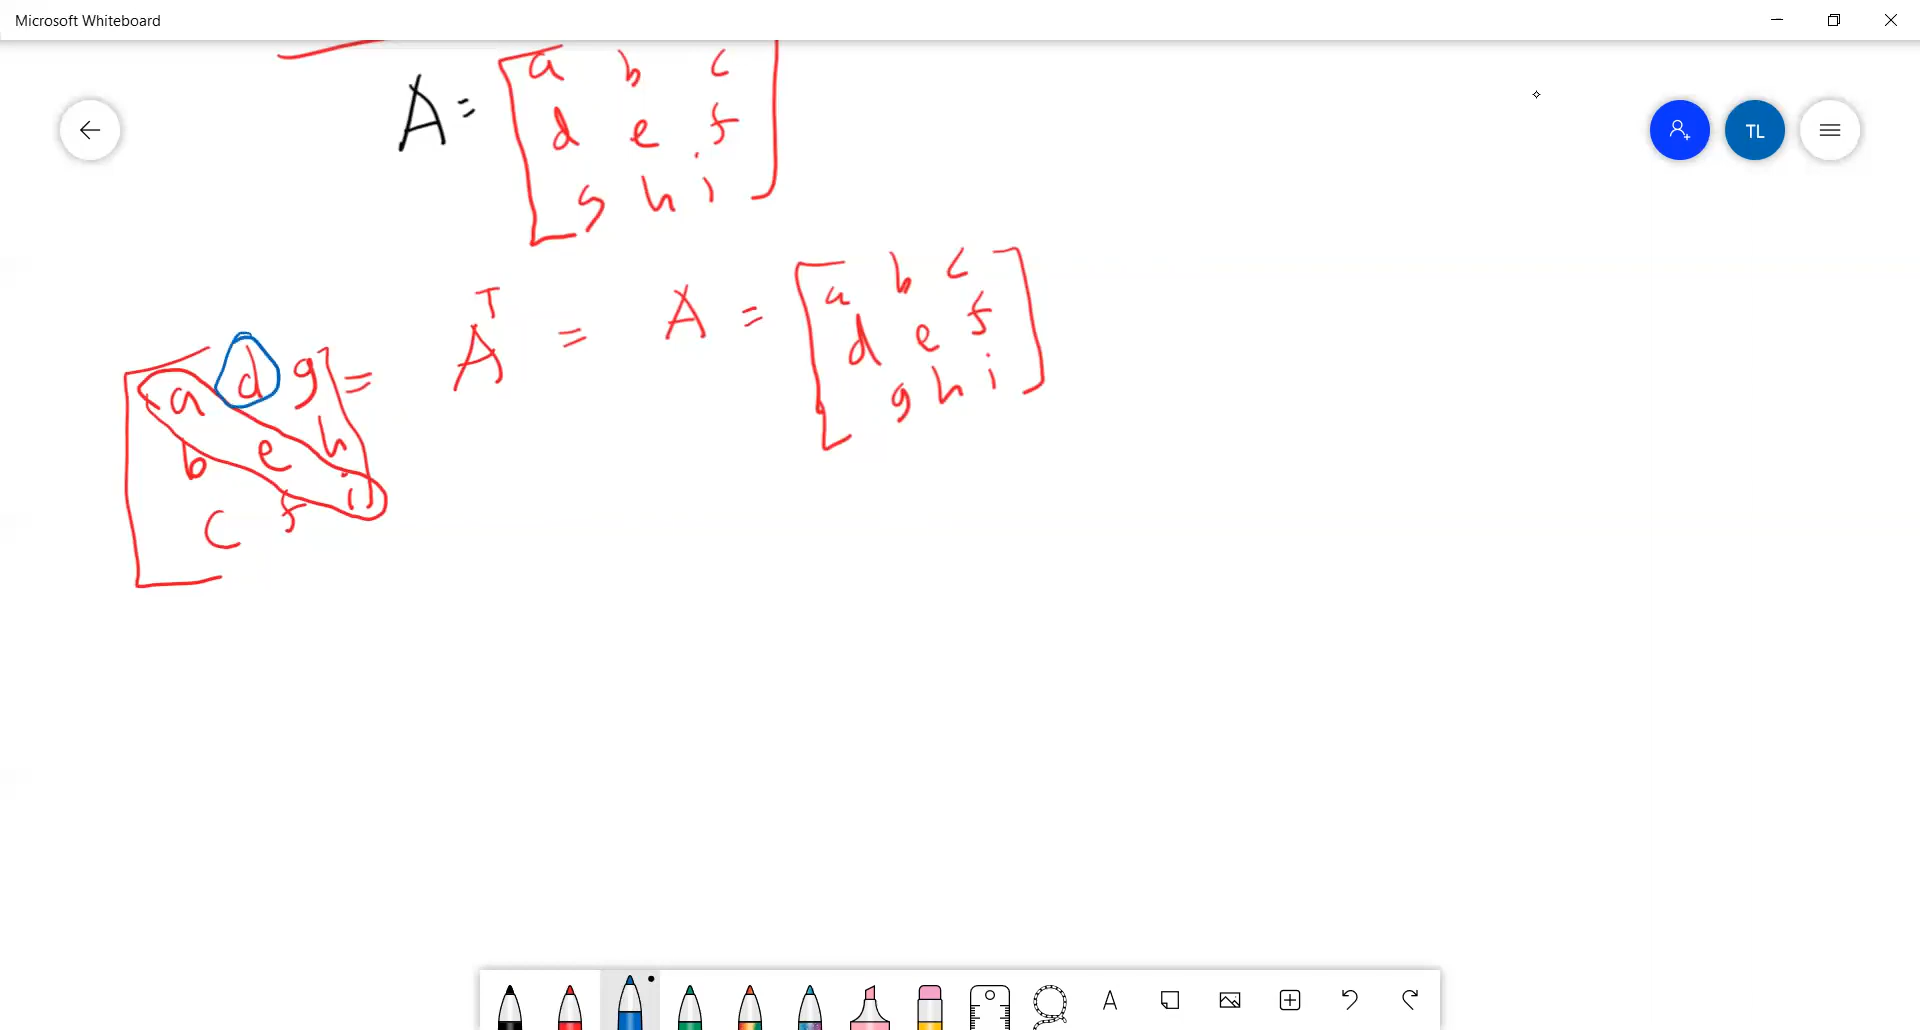 Microsoft Whiteboard
a b c
A = d e f
g h i
TL
A^T = A = a b c
d e f
g h i
a d g =
b e h
c f i
A